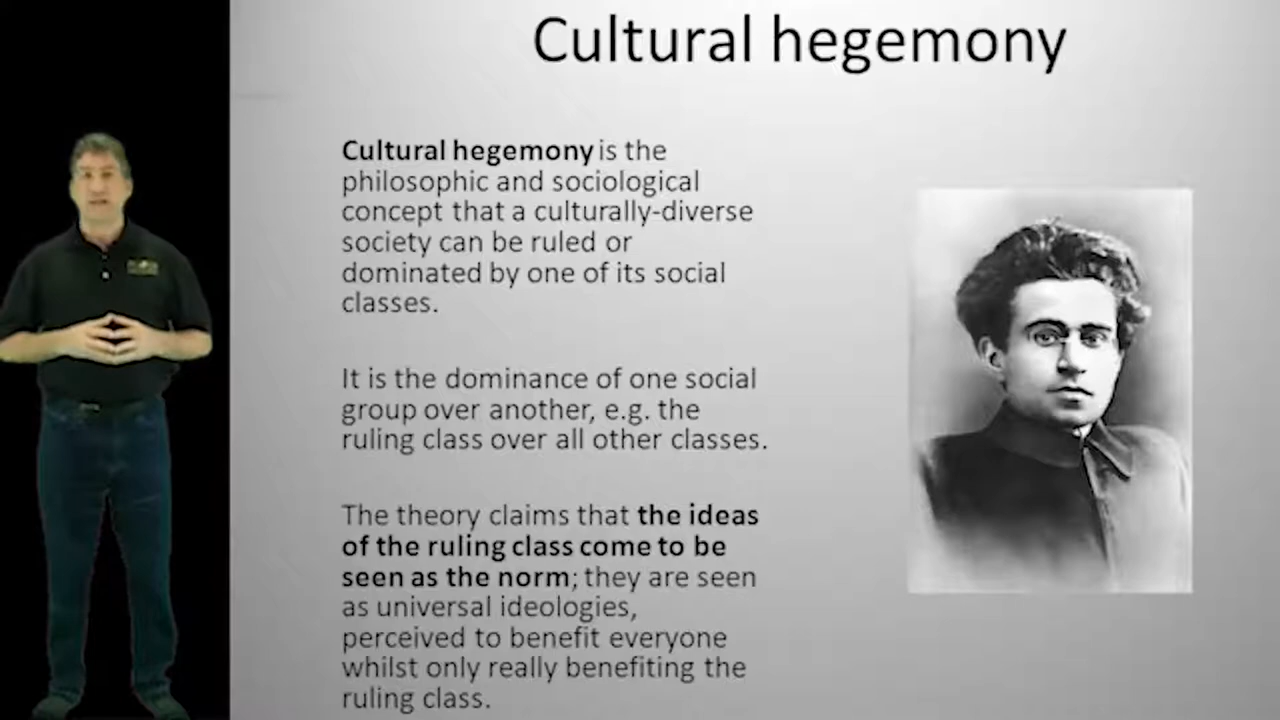 Cultural hegemony
Cultural hegemony is the
philosophic and sociological
concept that a culturally-diverse
society can be ruled or
dominated by one of its social
classes.
It is the dominance of one social
group over another, e.g. the
ruling class over all other classes.
The theory claims that the ideas
of the ruling class come to be
seen as the norm; they are seen
as universal ideologies,
perceived to benefit everyone
whilst only really benefiting the
ruling class.